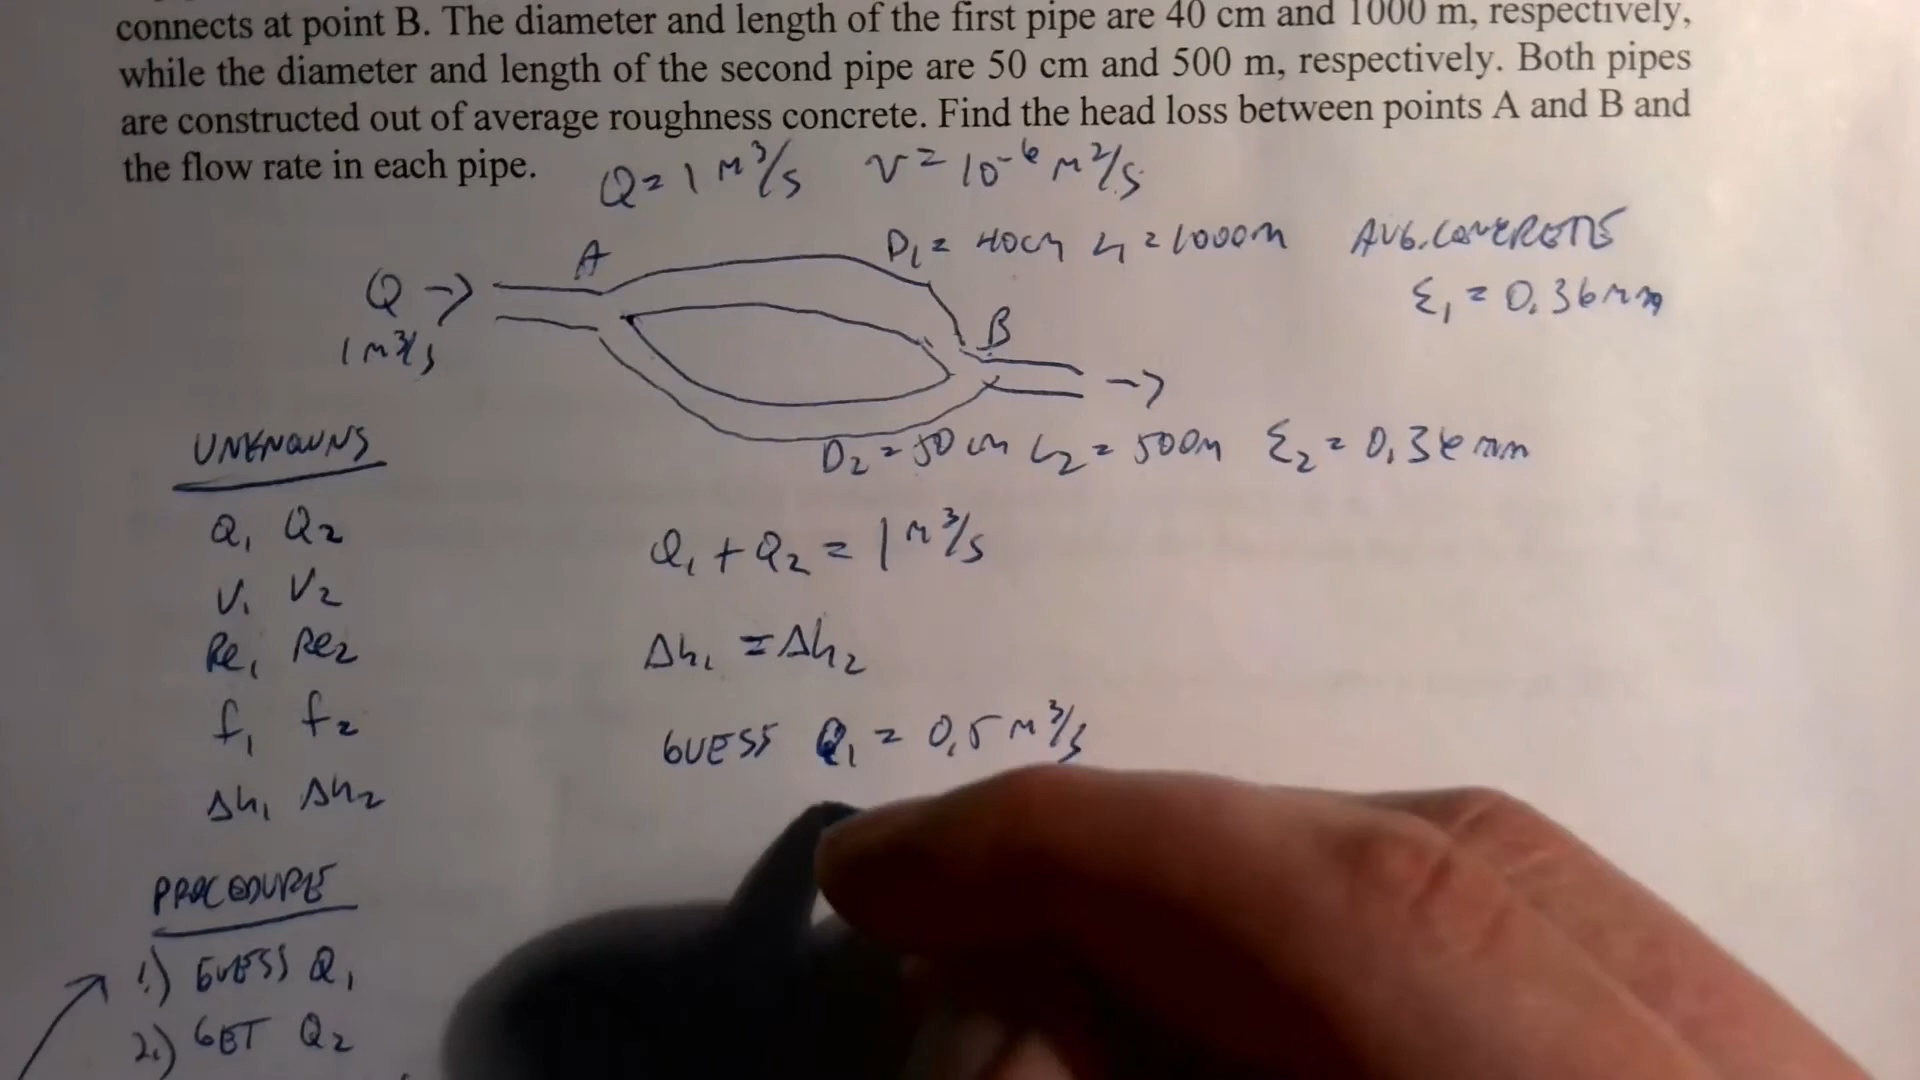 connects at point B. The diameter and length of the first pipe are 40 cm and 1000 m, respectively,
while the diameter and length of the second pipe are 50 cm and 500 m, respectively. Both pipes
are constructed out of average roughness concrete. Find the head loss between points A and B and
the flow rate in each pipe.
Q = 1 m³/s ν = 10⁻⁶ m²/s
D₁ = 40cm L₁ = 1000m
AVG. CONCRETE
ε₁ = 0.36mm
A
Q →
1 m³/s
B
→
D₂ = 50 cm L₂ = 500m ε₂ = 0.36 mm
UNKNOWNS
Q₁ Q₂
V₁ V₂
Re₁ Re₂
f₁ f₂
Δh₁ Δh₂
Q₁ + Q₂ = 1 m³/s
Δh₁ = Δh₂
GUESS Q₁ = 0.5 m³/s
PROCEDURE
1.) GUESS Q₁
2.) GET Q₂